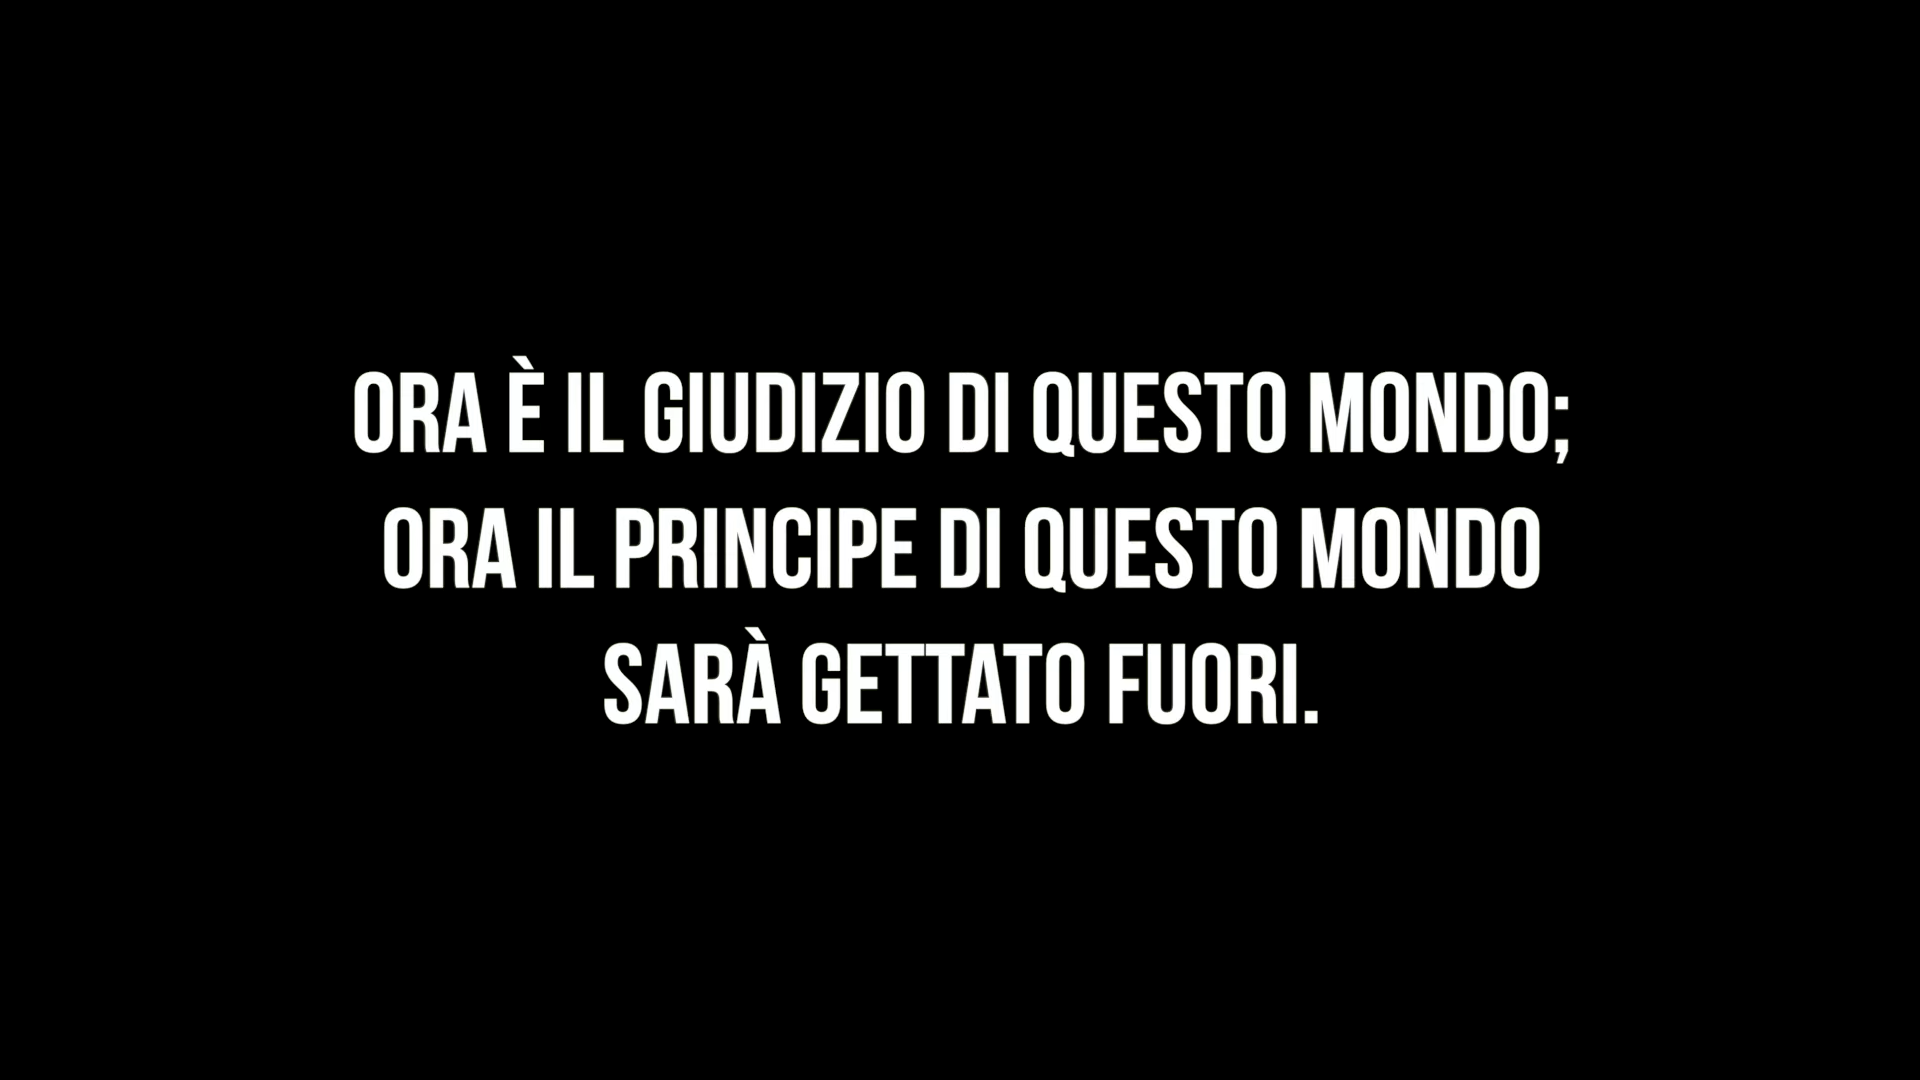 ORA È IL GIUDIZIO DI QUESTO MONDO;
ORA IL PRINCIPE DI QUESTO MONDO
SARÀ GETTATO FUORI.